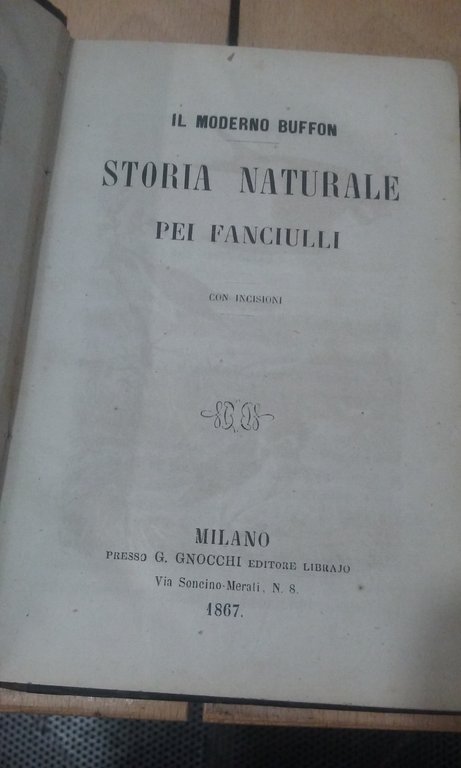 IL MODERNO BUFFON
STORIA NATURALE
PEI FANCIULLI
CON INCISIONI
MILANO
PRESSO G. GNOCCHI EDITORE LIBRAJO
Via Soncino-Merati, N. 8.
1867.